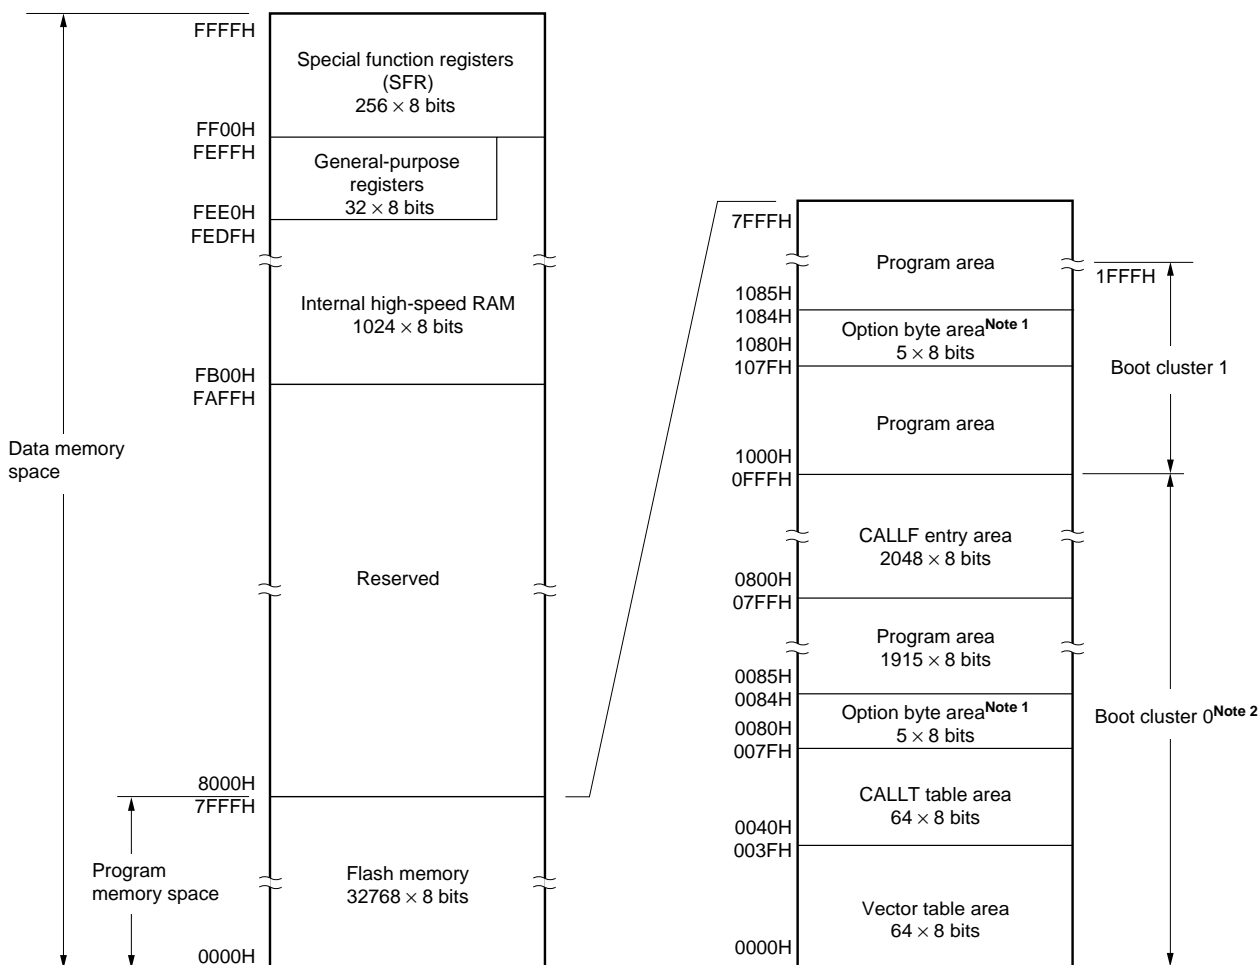 FFFFH
Special function registers
(SFR)
256 × 8 bits
FF00H
FEFFH
General-purpose
registers
32 × 8 bits
FEE0H
FEDFH
Internal high-speed RAM
1024 × 8 bits
FB00H
FAFFH
Data memory
space
Reserved
8000H
7FFFH
Program
memory space
Flash memory
32768 × 8 bits
0000H
7FFFH
Program area
1FFFH
1085H
1084H
Option byte areaNote 1
5 × 8 bits
1080H
107FH
Boot cluster 1
Program area
1000H
0FFFH
CALLF entry area
2048 × 8 bits
0800H
07FFH
Program area
1915 × 8 bits
0085H
0084H
Option byte areaNote 1
5 × 8 bits
Boot cluster 0Note 2
0080H
007FH
CALLT table area
64 × 8 bits
0040H
003FH
Vector table area
64 × 8 bits
0000H